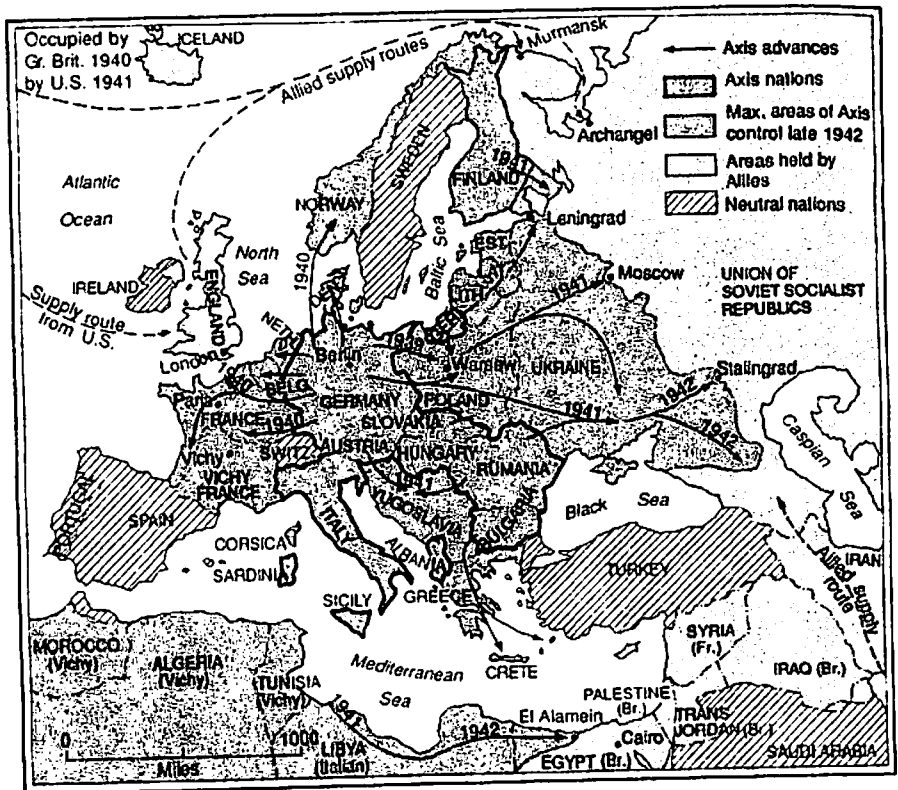 Occupied by
Gr. Brit. 1940
by U.S. 1941
ICELAND
Allied supply routes
Murmansk
Archangel
Axis advances
Axis nations
Max. areas of Axis
control late 1942
Areas held by
Allies
Neutral nations
Atlantic
Ocean
NORWAY
SWEDEN
FINLAND
1941
Leningrad
North
Sea
Baltic Sea
1940
EST.
LAT.
LITH.
Moscow
1941
UNION OF
SOVIET SOCIALIST
REPUBLICS
IRELAND
ENGLAND
Supply route
from U.S.
London
NETH.
DEN.
Berlin
1939
Warsaw
UKRAINE
Stalingrad
1942
BELG.
Paris
GERMANY
POLAND
1941
1942
FRANCE
1940
SLOVAKIA
Vichy
VICHY
FRANCE
SWITZ.
AUSTRIA
HUNGARY
RUMANIA
1941
YUGOSLAVIA
BULGARIA
Black Sea
Caspian
Sea
PORTUGAL
SPAIN
ITALY
CORSICA
SARDINIA
ALBANIA
GREECE
TURKEY
Allied supply
route
IRAN
SICILY
CRETE
SYRIA
(Fr.)
IRAQ (Br.)
MOROCCO
(Vichy)
ALGERIA
(Vichy)
TUNISIA
(Vichy)
Mediterranean
Sea
1941
1942
El Alamein
PALESTINE
(Br.)
TRANS
JORDAN (Br.)
Cairo
EGYPT (Br.)
SAUDI ARABIA
LIBYA
(Italian)
0 1000
Miles